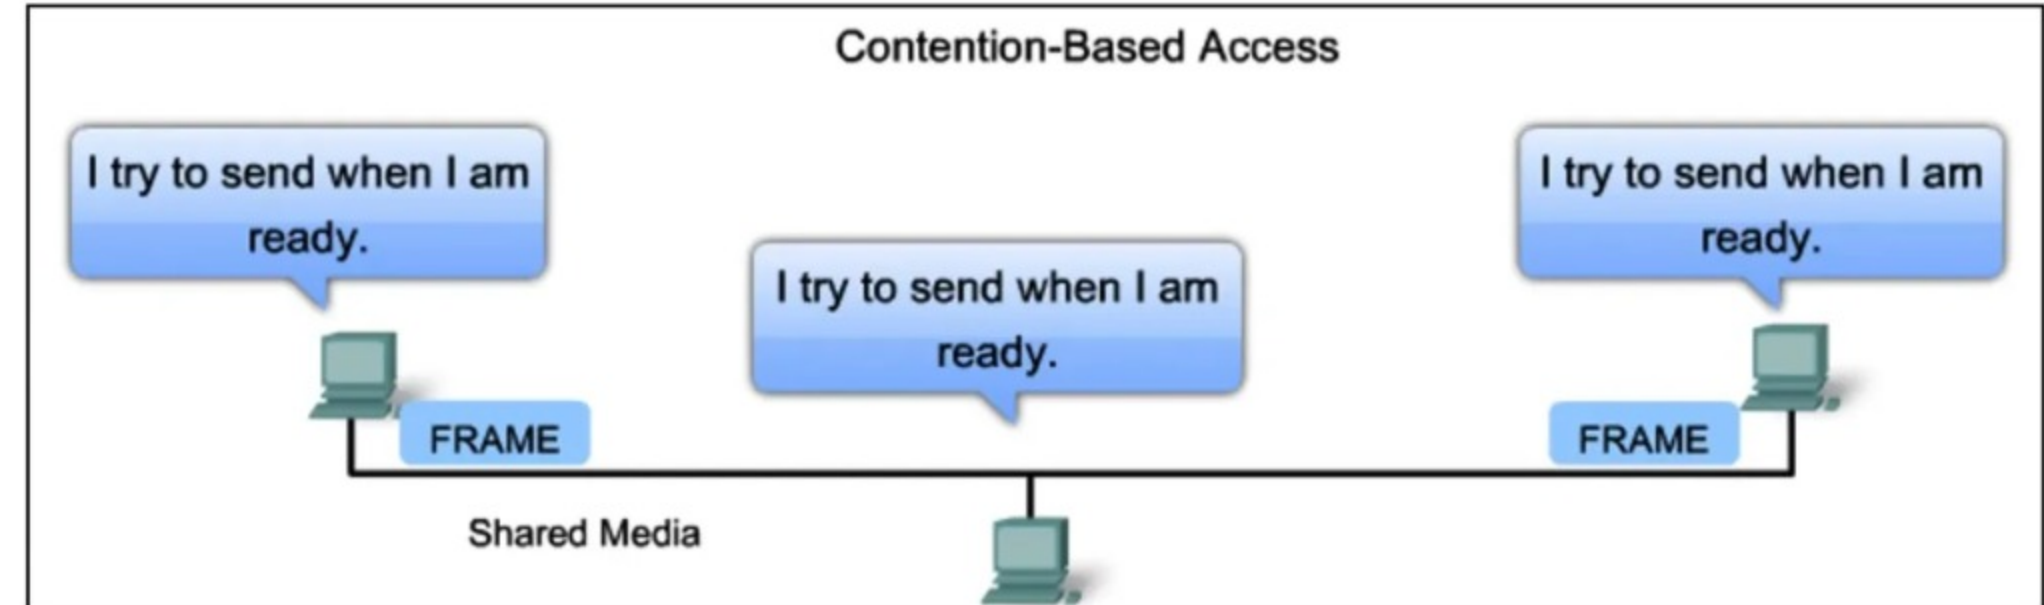 Contention-Based Access
I try to send when I am
ready.
I try to send when I am
ready.
I try to send when I am
ready.
FRAME
FRAME
Shared Media